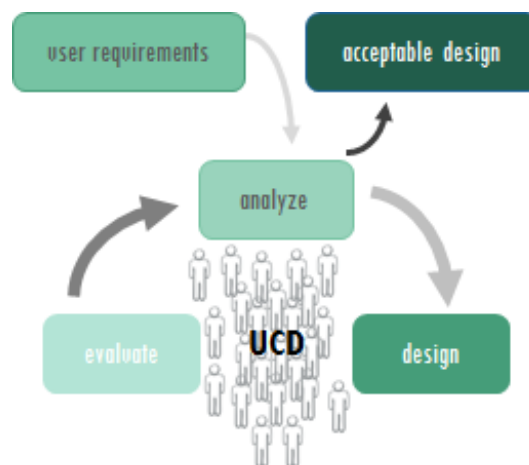 user requirements
acceptable design
analyze
UCD
evaluate
design